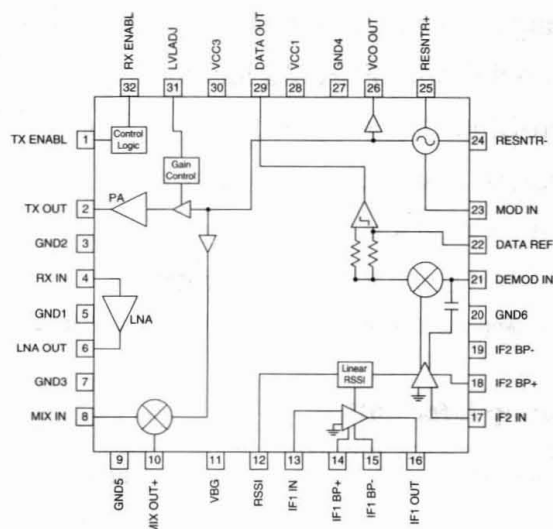 RX ENABL
LVLADJ
VCC3
DATA OUT
VCC1
GND4
VCO OUT
RESNTR+
32
31
30
29
28
27
26
25
TX ENABL 1
Control Logic
24 RESNTR-
Gain Control
TX OUT 2
PA
23 MOD IN
GND2 3
22 DATA REF
RX IN 4
21 DEMOD IN
GND1 5
LNA
20 GND6
LNA OUT 6
19 IF2 BP-
GND3 7
Linear RSSI
18 IF2 BP+
MIX IN 8
17 IF2 IN
9
10
11
12
13
14
15
16
GND5
MIX OUT+
VBG
RSSI
IF1 IN
IF1 BP+
IF1 BP-
IF1 OUT